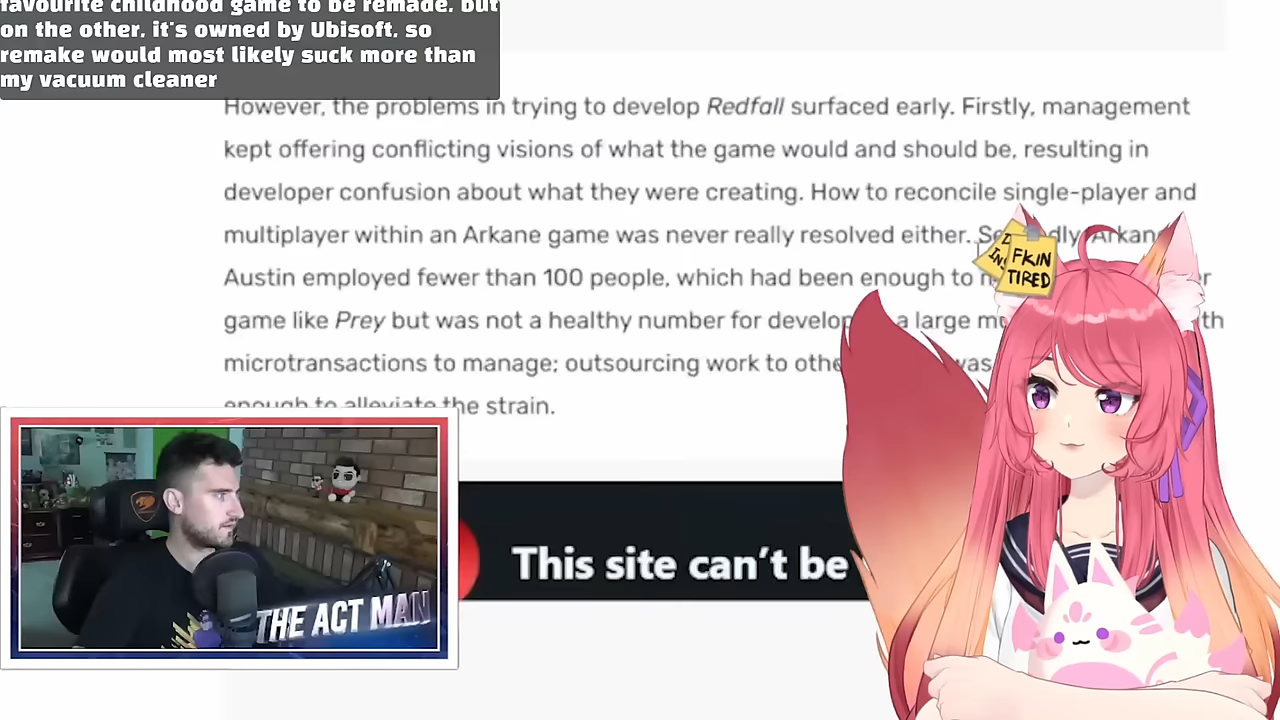 favourite childhood game to be remade. but
on the other. it's owned by Ubisoft. so
remake would most likely suck more than
my vacuum cleaner
However, the problems in trying to develop Redfall surfaced early. Firstly, management
kept offering conflicting visions of what the game would and should be, resulting in
developer confusion about what they were creating. How to reconcile single-player and
multiplayer within an Arkane game was never really resolved either.
Austin employed fewer than 100 people, which had been enough to
game like Prey but was not a healthy number for a large
microtransactions to manage; outsourcing work to
enough to alleviate the strain.
FKIN
TIRED
This site can't be
THE ACT MAN